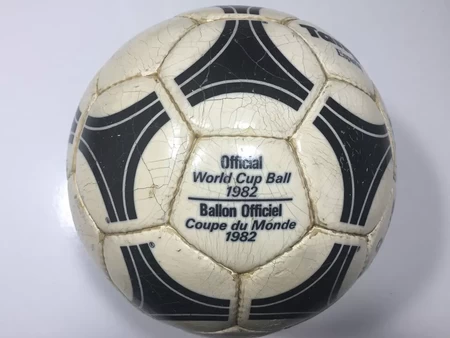 Official
World Cup Ball
1982
Ballon Officiel
Coupe du Monde
1982